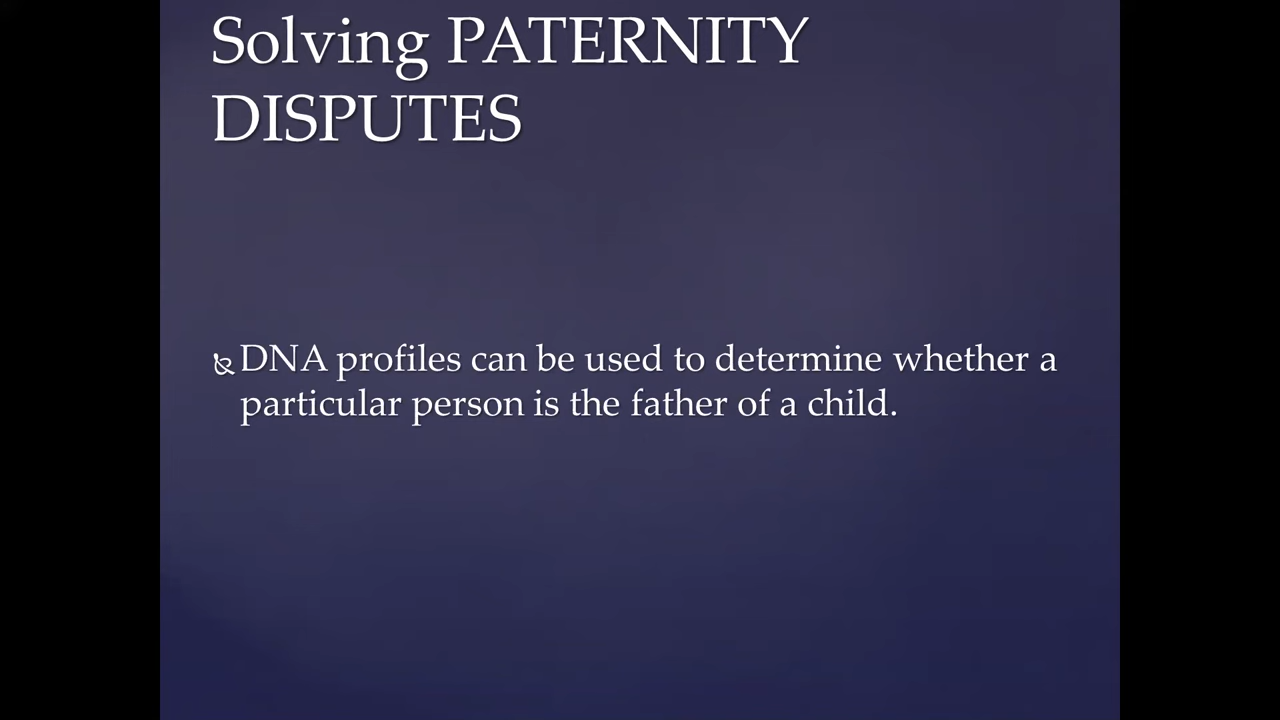 Solving PATERNITY
DISPUTES
DNA profiles can be used to determine whether a
particular person is the father of a child.